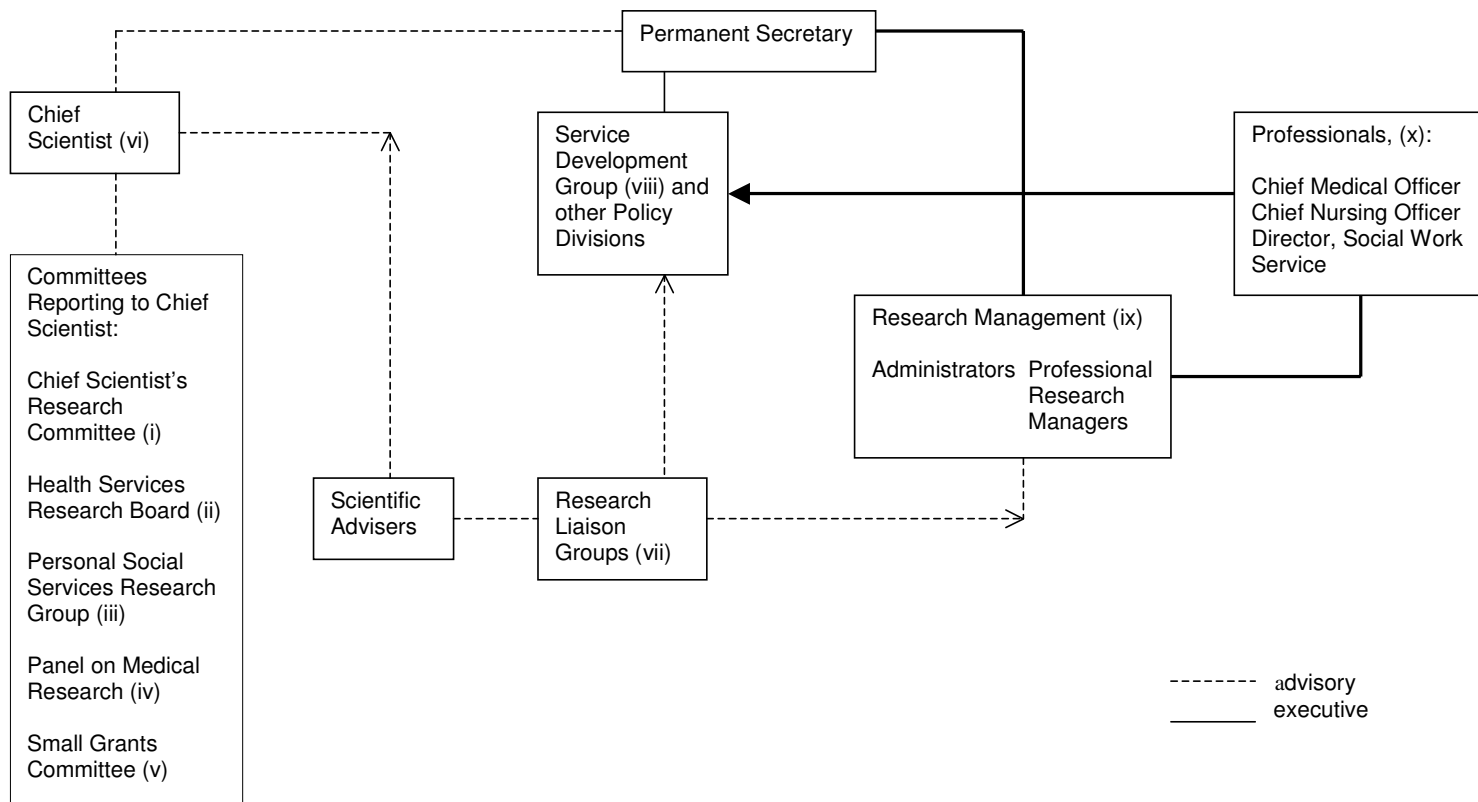 Permanent Secretary
Chief
Scientist (vi)
Service
Development
Group (viii) and
other Policy
Divisions
Professionals, (x):
Chief Medical Officer
Chief Nursing Officer
Director, Social Work
Service
Committees
Reporting to Chief
Scientist:
Chief Scientist’s
Research
Committee (i)
Health Services
Research Board (ii)
Personal Social
Services Research
Group (iii)
Panel on Medical
Research (iv)
Small Grants
Committee (v)
Research Management (ix)
Administrators
Professional
Research
Managers
Scientific
Advisers
Research
Liaison
Groups (vii)
advisory
executive